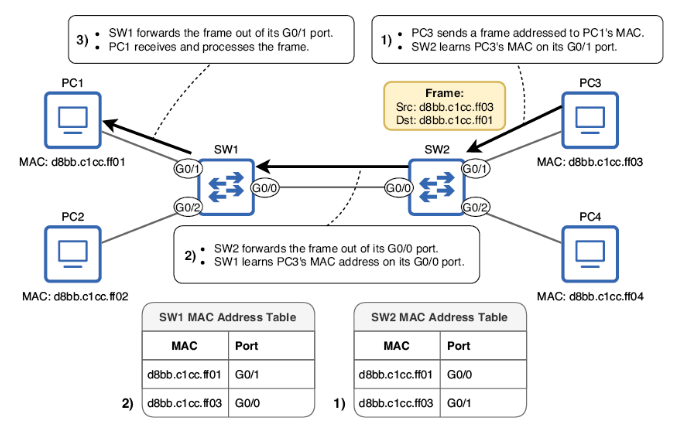 3) • SW1 forwards the frame out of its G0/1 port.
• PC1 receives and processes the frame.
1) • PC3 sends a frame addressed to PC1's MAC.
• SW2 learns PC3's MAC on its G0/1 port.
PC1
PC3
Frame:
Src: d8bb.c1cc.ff03
Dst: d8bb.c1cc.ff01
MAC: d8bb.c1cc.ff01
SW1
SW2
MAC: d8bb.c1cc.ff03
G0/1
G0/1
G0/0
G0/0
G0/2
G0/2
PC2
PC4
2) • SW2 forwards the frame out of its G0/0 port.
• SW1 learns PC3's MAC address on its G0/0 port.
MAC: d8bb.c1cc.ff02
MAC: d8bb.c1cc.ff04
SW1 MAC Address Table
MAC Port
d8bb.c1cc.ff01 G0/1
2) d8bb.c1cc.ff03 G0/0
SW2 MAC Address Table
MAC Port
d8bb.c1cc.ff01 G0/0
1) d8bb.c1cc.ff03 G0/1